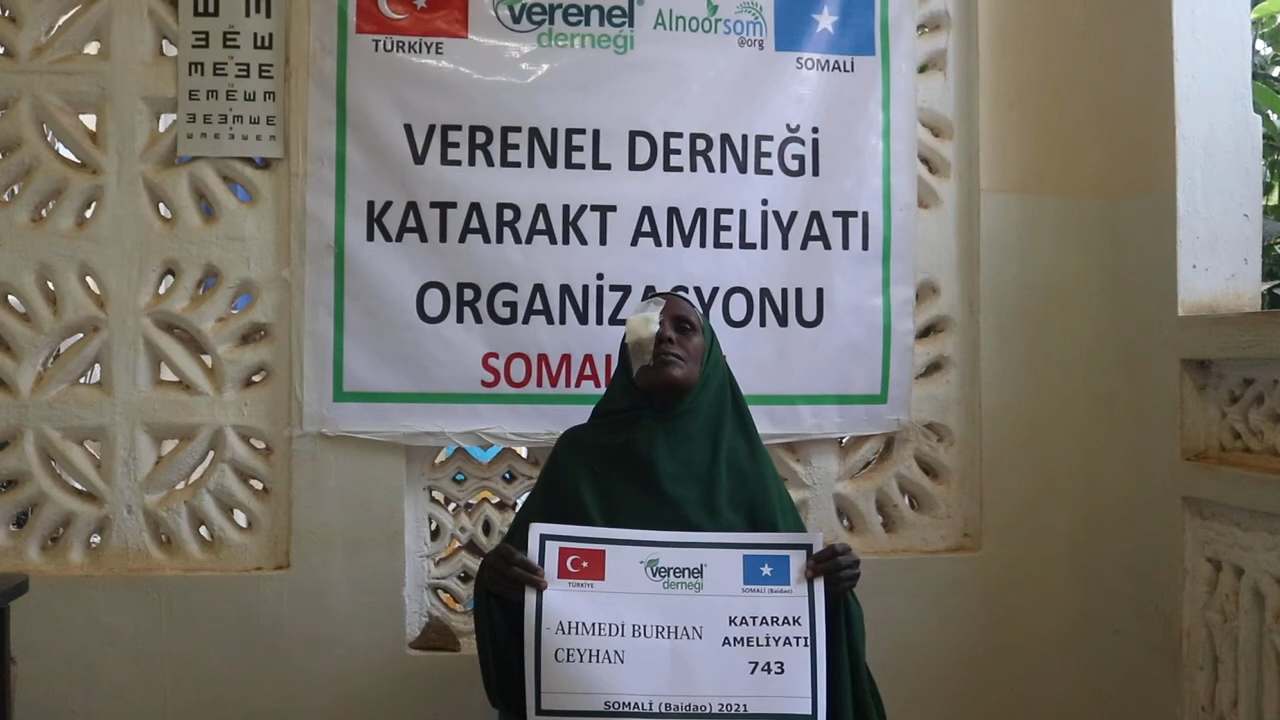 TÜRKİYE
verenel
derneği
Alnoorsom
@org
SOMALİ
VERENEL DERNEĞİ
KATARAKT AMELİYATI
ORGANİZASYONU
SOMALİ
TÜRKİYE
verenel
derneği
SOMALİ (Baidao)
- AHMEDİ BURHAN
CEYHAN
KATARAK
AMELİYATI
743
SOMALİ (Baidao) 2021